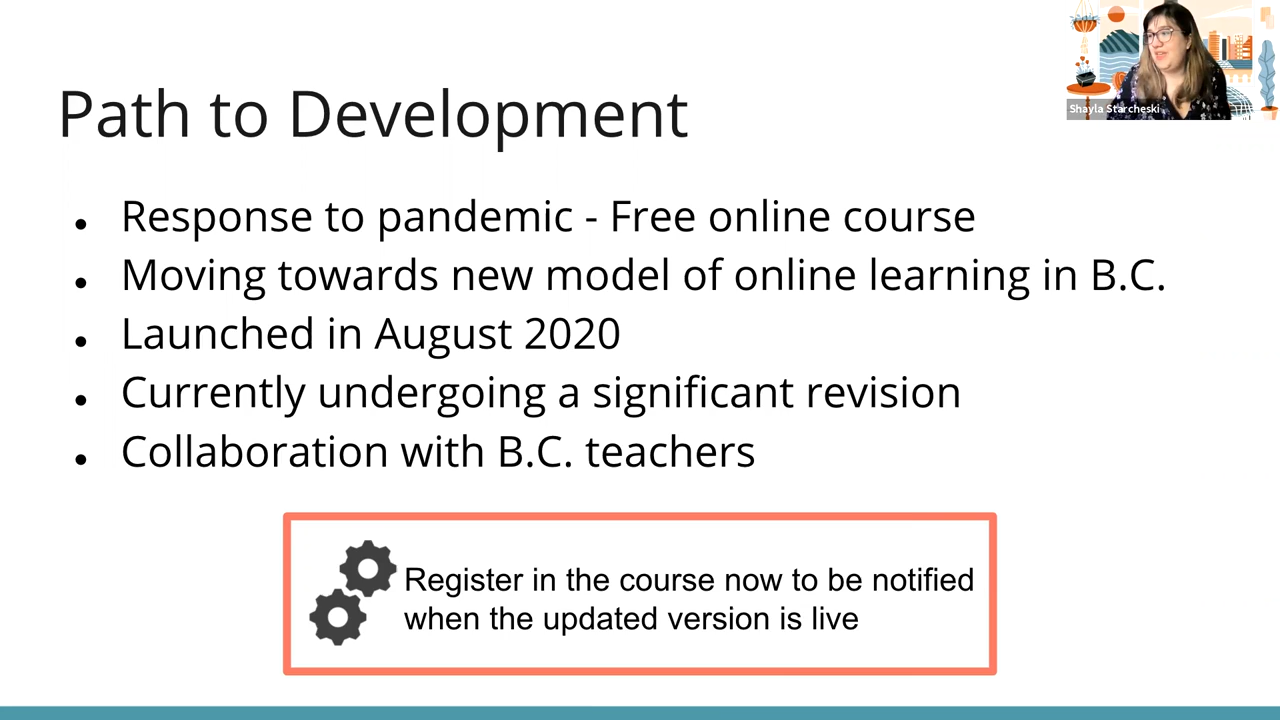 Shayla Starcheski
Path to Development
Response to pandemic - Free online course
Moving towards new model of online learning in B.C.
Launched in August 2020
Currently undergoing a significant revision
Collaboration with B.C. teachers
Register in the course now to be notified
when the updated version is live